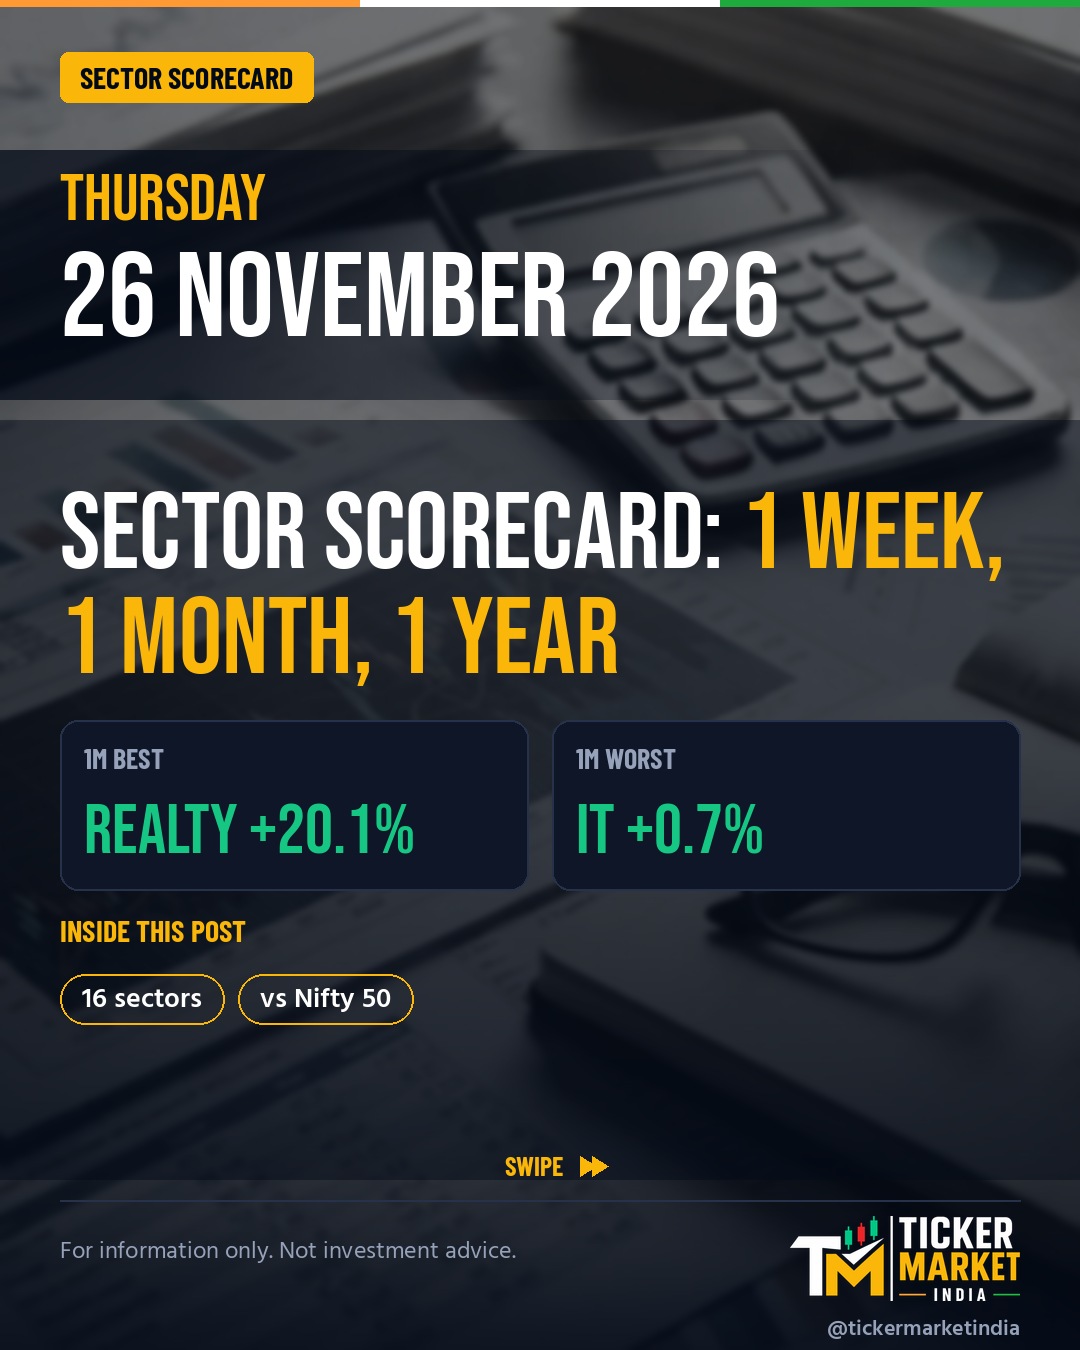 SECTOR SCORECARD
THURSDAY
26 NOVEMBER 2026
SECTOR SCORECARD: 1 WEEK,
1 MONTH, 1 YEAR
1M BEST
REALTY +20.1%
1M WORST
IT +0.7%
INSIDE THIS POST
16 sectors
vs Nifty 50
SWIPE
For information only. Not investment advice.
TM
TICKER
MARKET
INDIA
@tickermarketindia